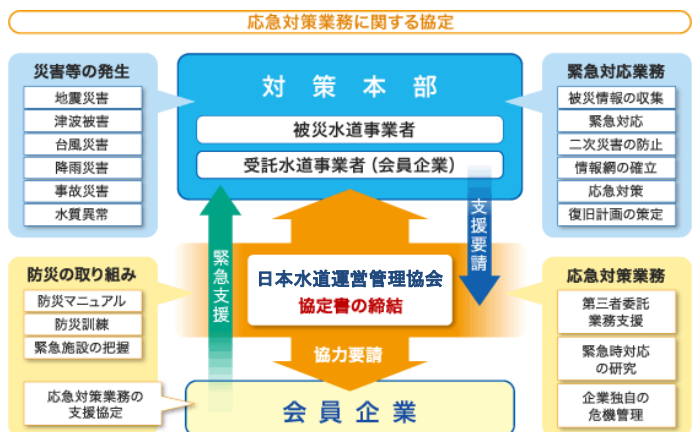 応急対策業務に関する協定
災害等の発生
地震災害
津波被害
台風災害
降雨災害
事故災害
水質異常
対策本部
被災水道事業者
受託水道事業者（会員企業）
緊急対応業務
被災情報の収集
緊急対応
二次災害の防止
情報網の確立
応急対策
復旧計画の策定
緊急支援
支援要請
日本水道運営管理協会
協定書の締結
協力要請
防災の取り組み
防災マニュアル
防災訓練
緊急施設の把握
応急対策業務の
支援協定
会員企業
応急対策業務
第三者委託
業務支援
緊急時対応
の研究
企業独自の
危機管理